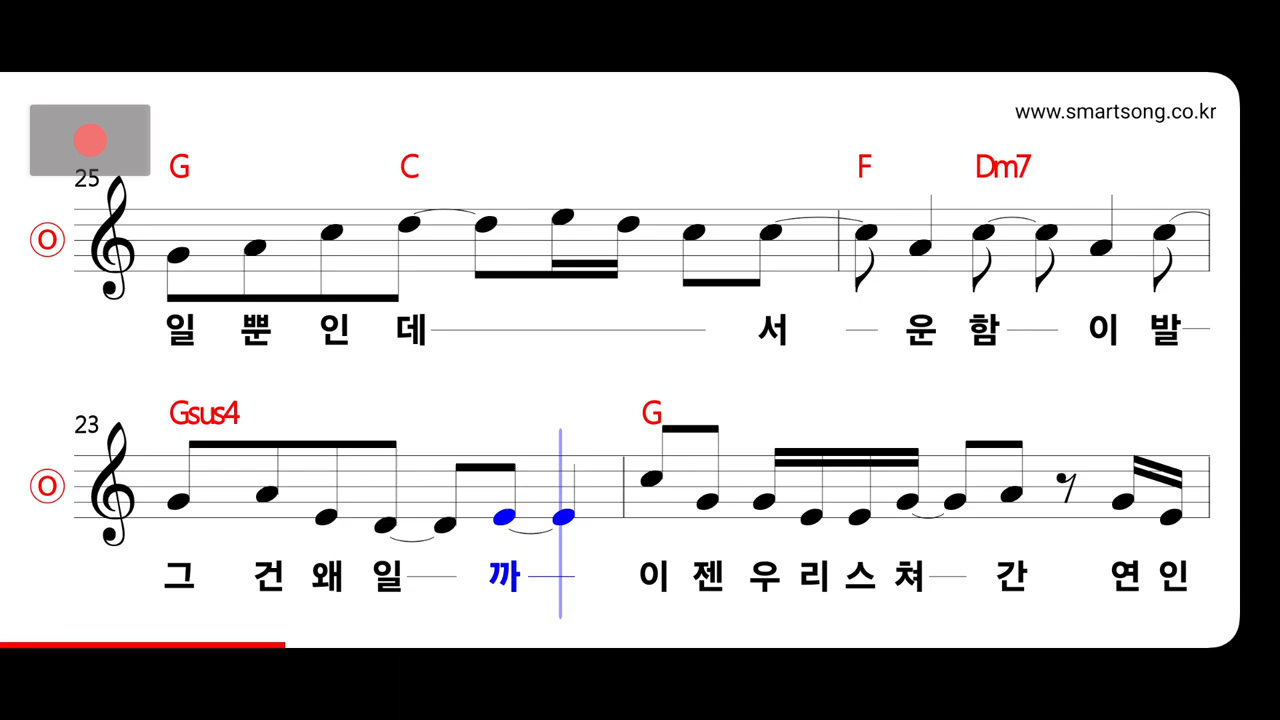 www.smartsong.co.kr
25 G C F Dm7
O
일 뿐 인 데 서 운 함 이 발
23 Gsus4 G
O
그 건 왜 일 까 이 젠 우 리 스 쳐 간 연 인